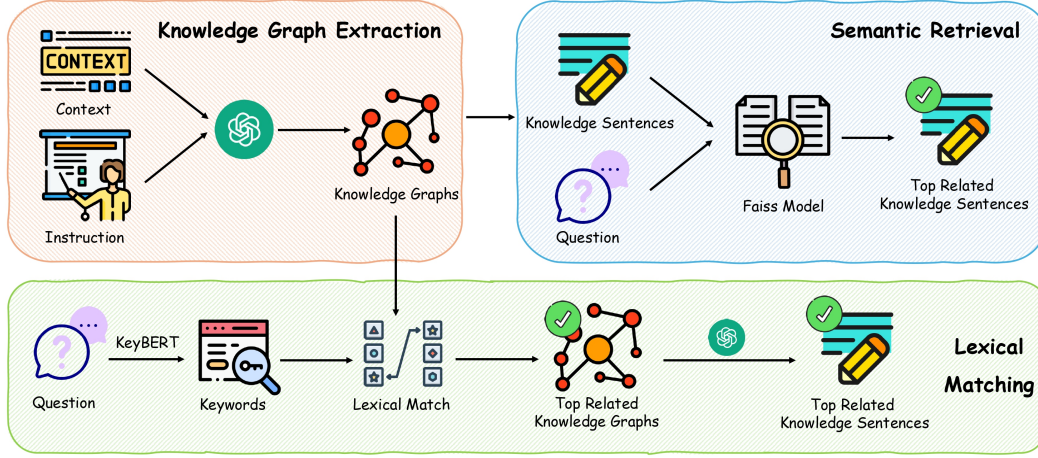 Knowledge Graph Extraction
CONTEXT
Context
Instruction
Knowledge Graphs
Semantic Retrieval
Knowledge Sentences
Question
Faiss Model
Top Related
Knowledge Sentences
Question
KeyBERT
Keywords
Lexical Match
Top Related
Knowledge Graphs
Top Related
Knowledge Sentences
Lexical
Matching